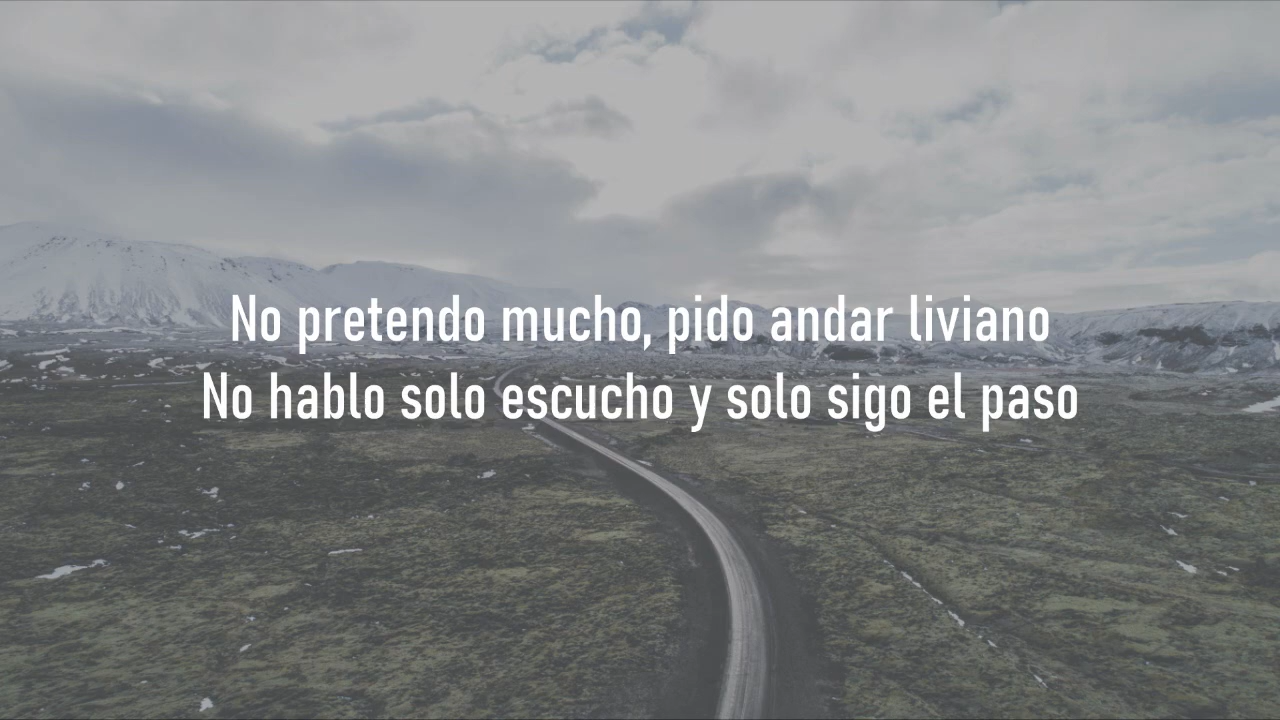 No pretendo mucho, pido andar liviano
No hablo solo escucho y solo sigo el paso